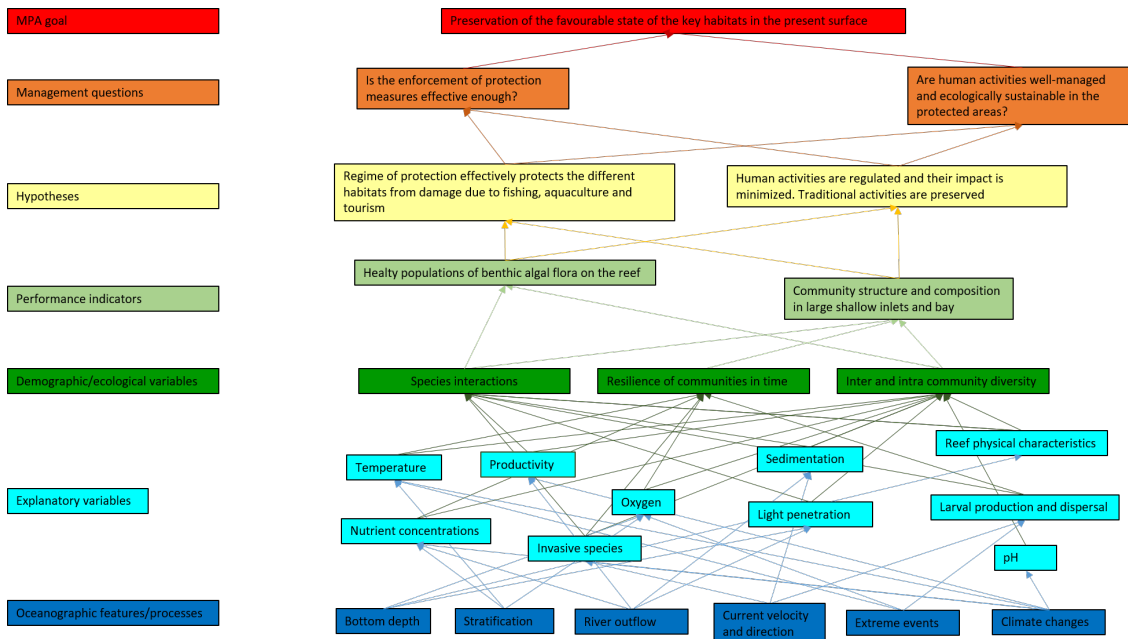 MPA goal
Preservation of the favourable state of the key habitats in the present surface
Management questions
Is the enforcement of protection
measures effective enough?
Are human activities well-managed
and ecologically sustainable in the
protected areas?
Hypotheses
Regime of protection effectively protects the different
habitats from damage due to fishing, aquaculture and
tourism
Human activities are regulated and their impact is
minimized. Traditional activities are preserved
Performance indicators
Healty populations of benthic algal flora on the reef
Community structure and composition
in large shallow inlets and bay
Demographic/ecological variables
Species interactions
Resilience of communities in time
Inter and intra community diversity
Explanatory variables
Temperature
Productivity
Sedimentation
Reef physical characteristics
Nutrient concentrations
Oxygen
Light penetration
Larval production and dispersal
Invasive species
pH
Oceanographic features/processes
Bottom depth
Stratification
River outflow
Current velocity
and direction
Extreme events
Climate changes